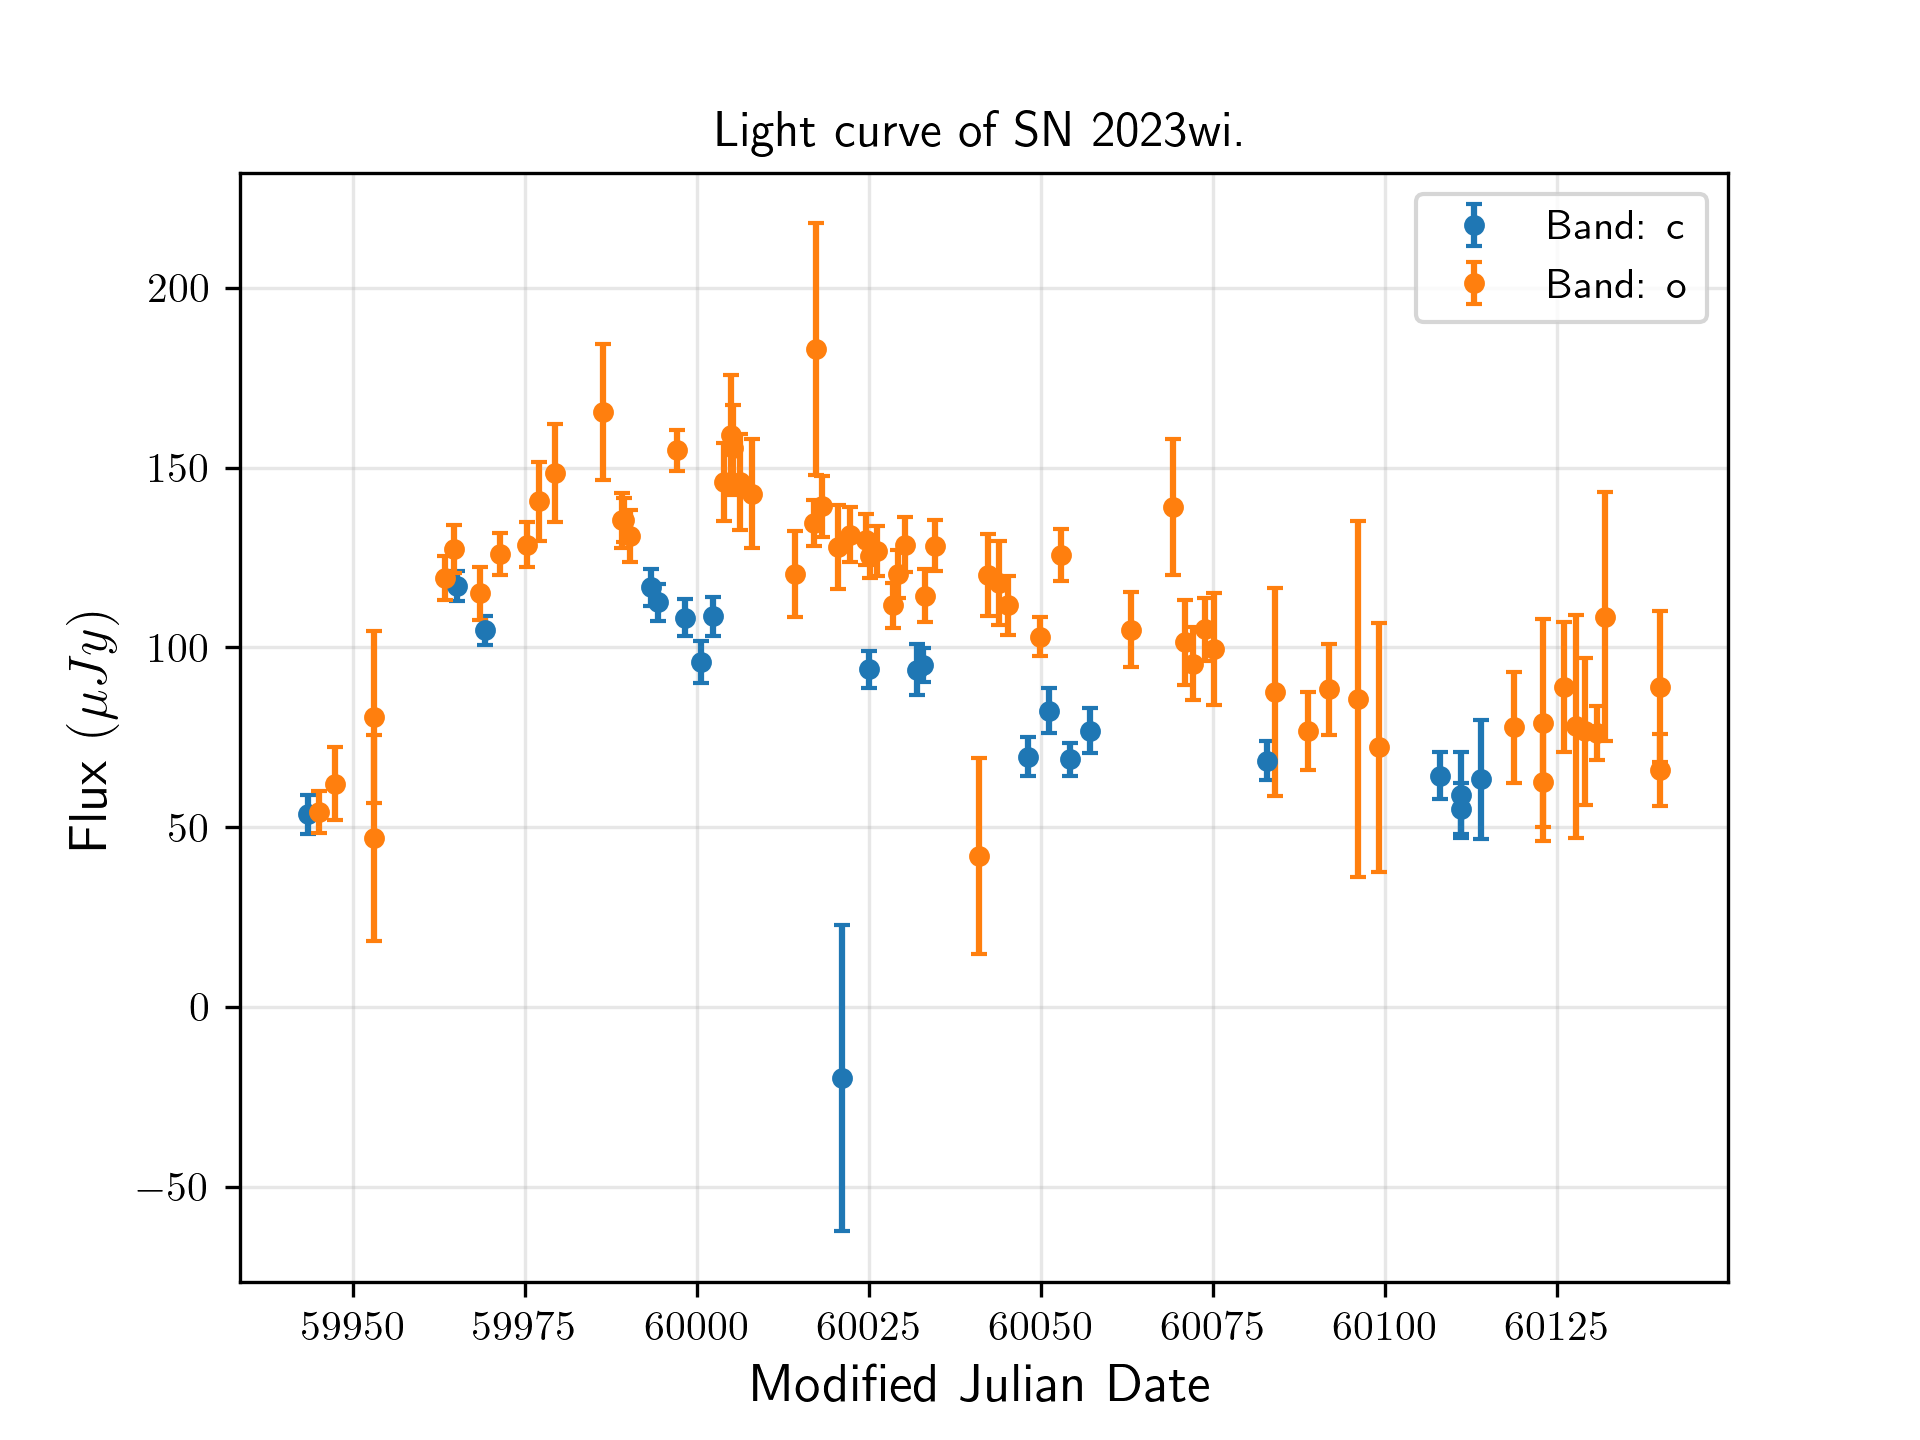 Light curve of SN 2023wi.
Band: c
Band: o
200
150
100
50
0
−50
Flux (μJy)
59950 59975 60000 60025 60050 60075 60100 60125
Modified Julian Date